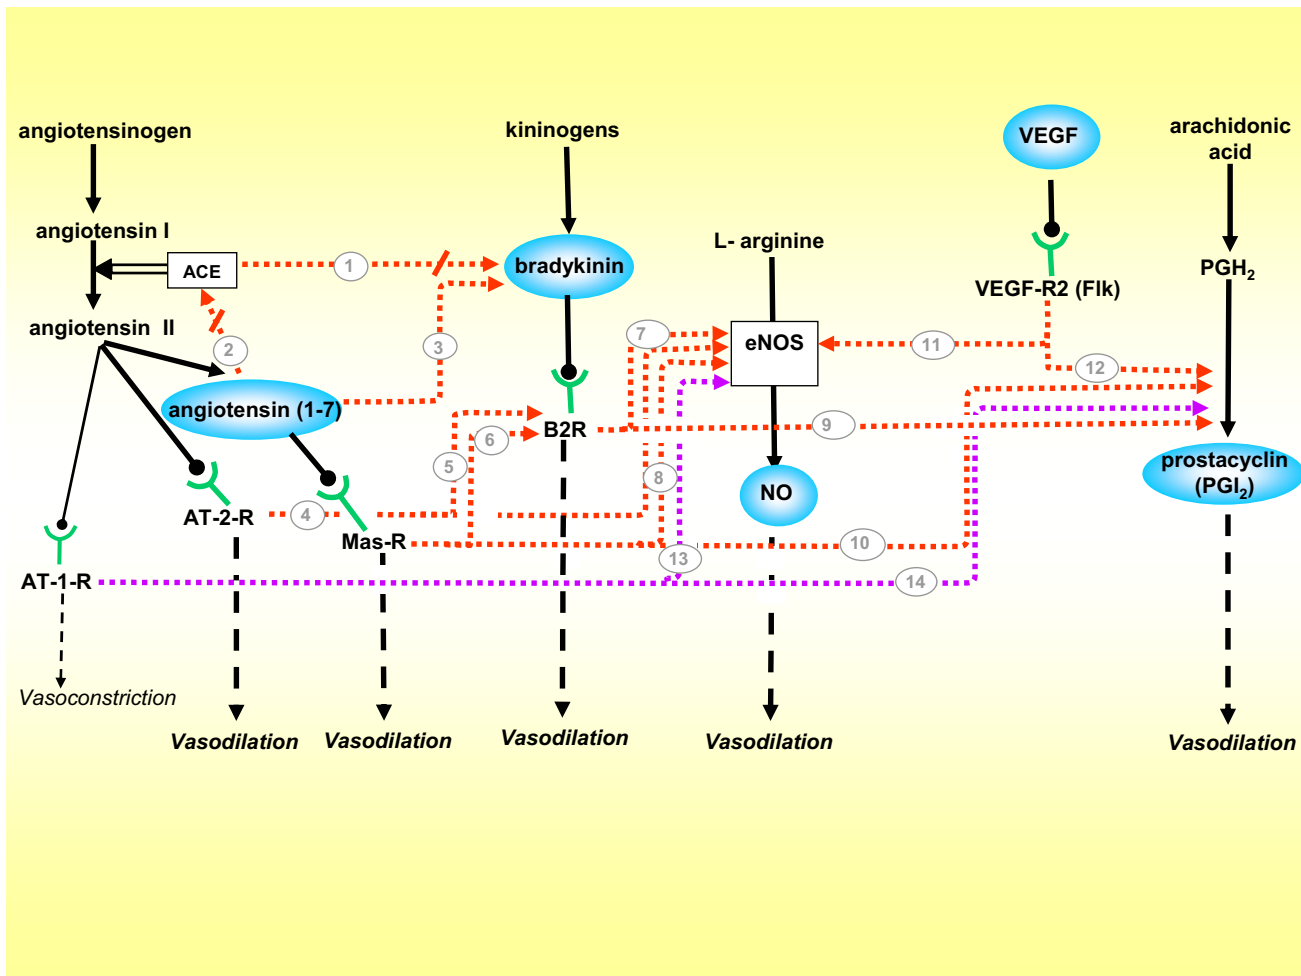 angiotensinogen
kininogens
VEGF
arachidonic
acid
angiotensin I
L- arginine
ACE
1
bradykinin
PGH2
VEGF-R2 (Flk)
angiotensin II
2
3
7
eNOS
11
12
angiotensin (1-7)
5
6
B2R
9
8
prostacyclin
(PGI2)
NO
AT-2-R
4
Mas-R
10
13
AT-1-R
14
Vasoconstriction
Vasodilation
Vasodilation
Vasodilation
Vasodilation
Vasodilation